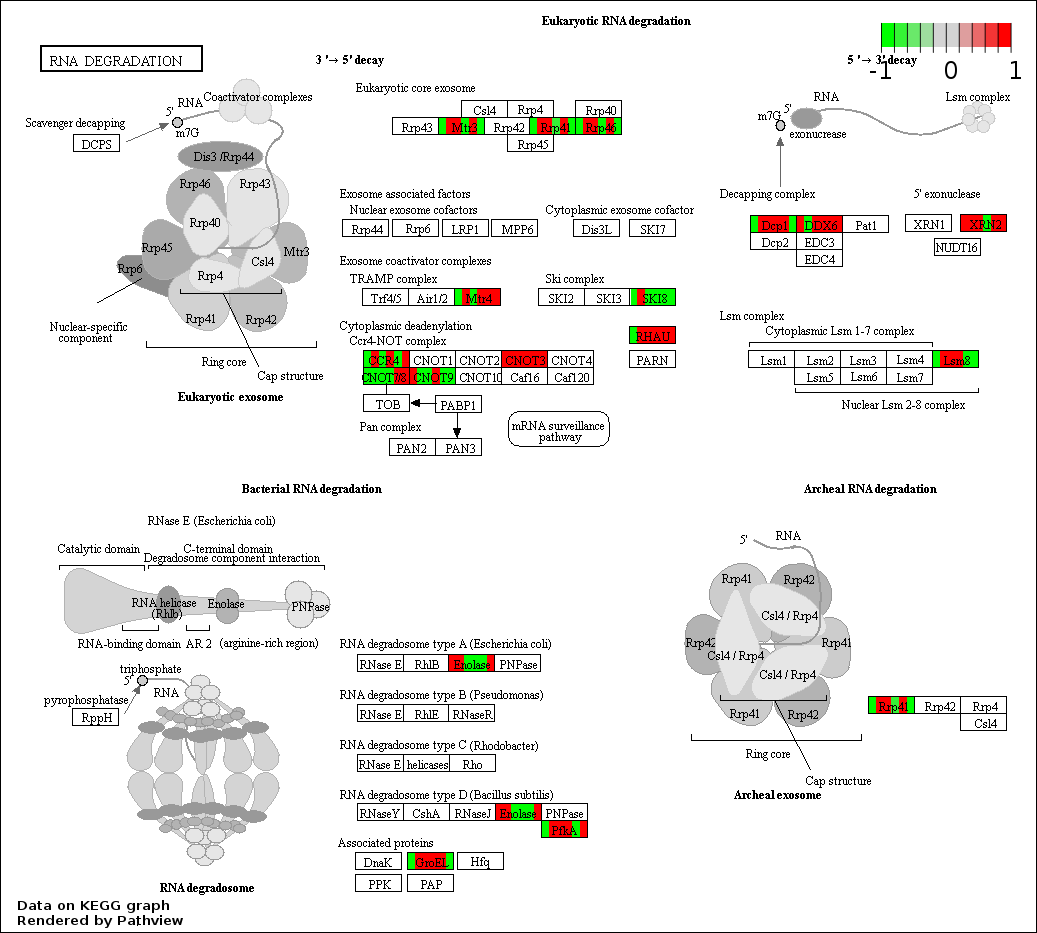 Eukaryotic RNA degradation
RNA DEGRADATION
3 '→ 5' decay
5 '→ 3' decay
-1 0 1
Eukaryotic core exosome
Csl4 Rrp4 Rrp40
Rrp43 Mtr3 Rrp42 Rrp41 Rrp46
Rrp45
Scavenger decapping
DCPS
5'
RNA
Coactivator complexes
m7G
Dis3 /Rrp44
Rrp46
Rrp43
Rrp40
Rrp45
Mtr3
Csl4
Rrp6
Rrp4
Rrp41
Rrp42
Nuclear-specific
component
Ring core
Cap structure
Eukaryotic exosome
Exosome associated factors
Nuclear exosome cofactors
Rrp44 Rrp6 LRP1 MPP6
Cytoplasmic exosome cofactor
Dis3L SKI7
Exosome coactivator complexes
TRAMP complex
Trf4/5 Air1/2 Mtr4
Ski complex
SKI2 SKI3 SKI8
Cytoplasmic deadenylation
Ccr4-NOT complex
RHAU
CCR4 CNOT1 CNOT2 CNOT3 CNOT4
PARN
CNOT7/8 CNOT9 CNOT10 Caf16 Caf120
TOB
PABP1
Pan complex
PAN2 PAN3
mRNA surveillance
pathway
RNA
Lsm complex
5'
m7G
exonucrease
Decapping complex
Dcp1 DDX6 Pat1
Dcp2 EDC3
EDC4
5' exonuclease
XRN1 XRN2
NUDT16
Lsm complex
Cytoplasmic Lsm 1-7 complex
Lsm1 Lsm2 Lsm3 Lsm4 Lsm8
Lsm5 Lsm6 Lsm7
Nuclear Lsm 2-8 complex
Bacterial RNA degradation
RNase E (Escherichia coli)
Catalytic domain
C-terminal domain
Degradosome component interaction
RNA helicase
(Rhlb)
Enolase
PNPase
RNA-binding domain
AR 2
(arginine-rich region)
triphosphate
5'
RNA
pyrophosphatase
RppH
RNA degradosome
RNA degradosome type A (Escherichia coli)
RNase E RhlB Enolase PNPase
RNA degradosome type B (Pseudomonas)
RNase E RhlE RNaseR
RNA degradosome type C (Rhodobacter)
RNase E helicases Rho
RNA degradosome type D (Bacillus subtilis)
RNaseY CshA RNaseJ Enolase PNPase
PfkA
Associated proteins
DnaK GroEL Hfq
PPK PAP
Archeal RNA degradation
5'
RNA
Rrp41
Rrp42
Csl4 / Rrp4
Rrp42
Rrp41
Csl4 / Rrp4
Csl4 / Rrp4
Rrp41
Rrp42
Ring core
Cap structure
Archeal exosome
Rrp41 Rrp42 Rrp4
Csl4
Data on KEGG graph
Rendered by Pathview